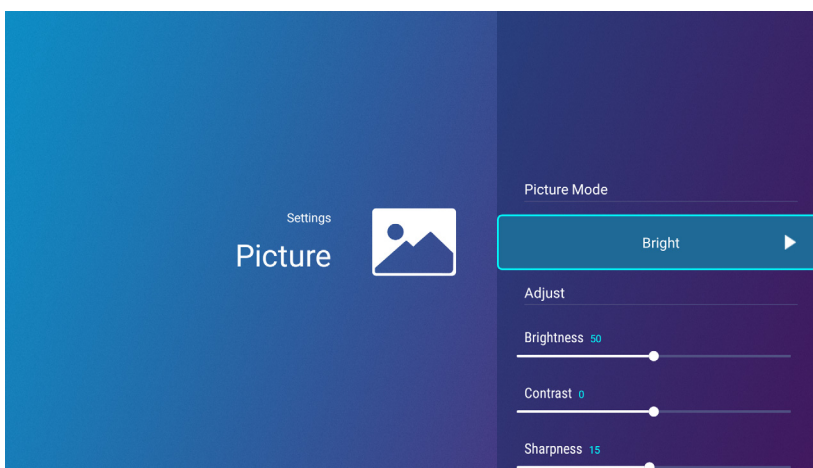 Settings
Picture
Picture Mode
Bright
Adjust
Brightness 50
Contrast 0
Sharpness 15